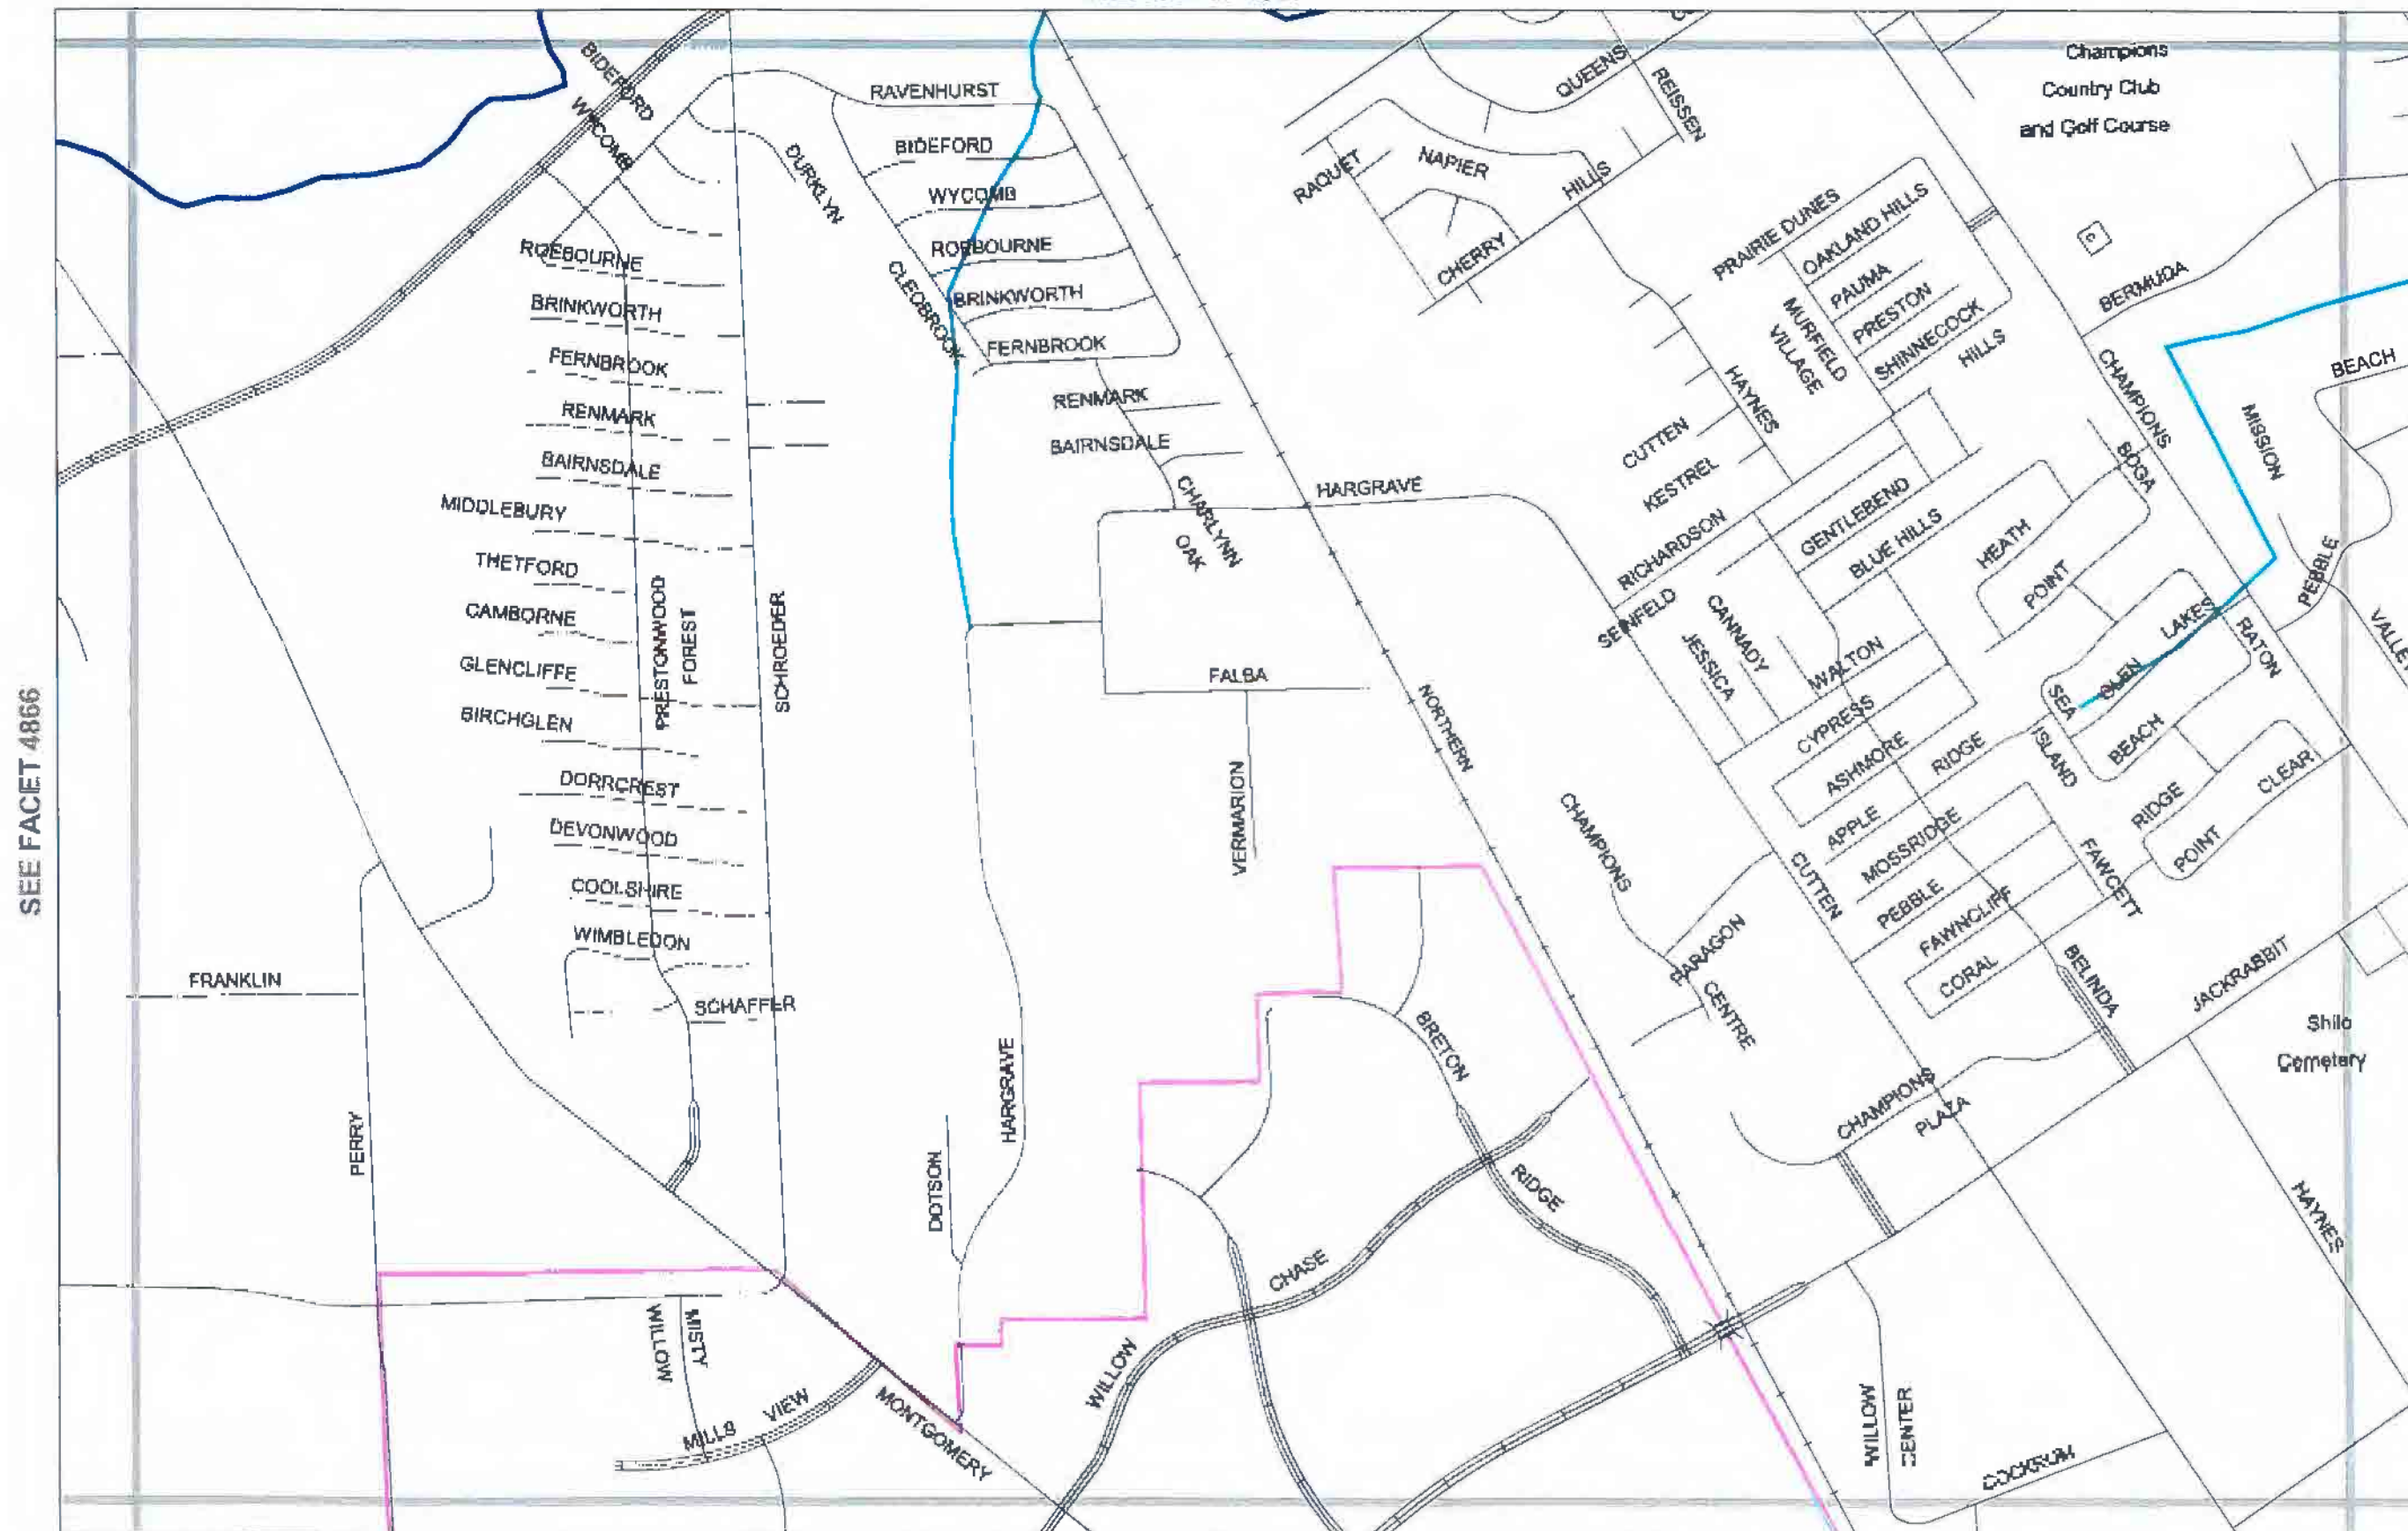 SEE FACET 4866
BIDEFORD
WYCOMB
RAVENHURST
BIDEFORD
DURKLYN
WYCOMB
ROEBOURNE
ROEBOURNE
CLEOBROOK
BRINKWORTH
BRINKWORTH
FERNBROOK
FERNBROOK
RENMARK
RENMARK
BAIRNSDALE
BAIRNSDALE
MIDDLEBURY
CHARLYNN
OAK
HARGRAVE
THETFORD
CAMBORNE
PRESTONWOOD
FOREST
SCHROEDER
GLENCLIFFE
BIRCHGLEN
FALBA
NORTHERN
VERMARION
DORRCREST
DEVONWOOD
COOLSHIRE
WIMBLEDON
SCHAFFER
FRANKLIN
PERRY
HARGRAVE
DOTSON
BRETON
RIDGE
CHASE
WILLOW
MISTY
WILLOW
MILLS
VIEW
MONTGOMERY
QUEENS
REISSEN
RAQUET
NAPIER
HILLS
CHERRY
Champions
Country Club
and Golf Course
PRAIRIE DUNES
OAKLAND HILLS
PAUMA
PRESTON
SHINNECOCK
HILLS
MURFIELD
VILLAGE
C
BERMUDA
CHAMPIONS
BEACH
MISSION
BOGA
HAYNES
CUTTEN
KESTREL
RICHARDSON
GENTLEBEND
BLUE HILLS
HEATH
POINT
PEBBLE
SEINFELD
CANNADY
JESSICA
WALTON
LAKES
GLEN
RATON
SEA
ISLAND
BEACH
CYPRESS
ASHMORE
RIDGE
APPLE
MOSSRIDGE
PEBBLE
FAWNCLIFF
CORAL
FAWCETT
RIDGE
POINT
CLEAR
CHAMPIONS
PARAGON
CENTRE
CUTTEN
BELINDA
JACKRABBIT
Shilo
Cemetery
CHAMPIONS
PLAZA
HAYNES
WILLOW
CENTER
COCKRUM